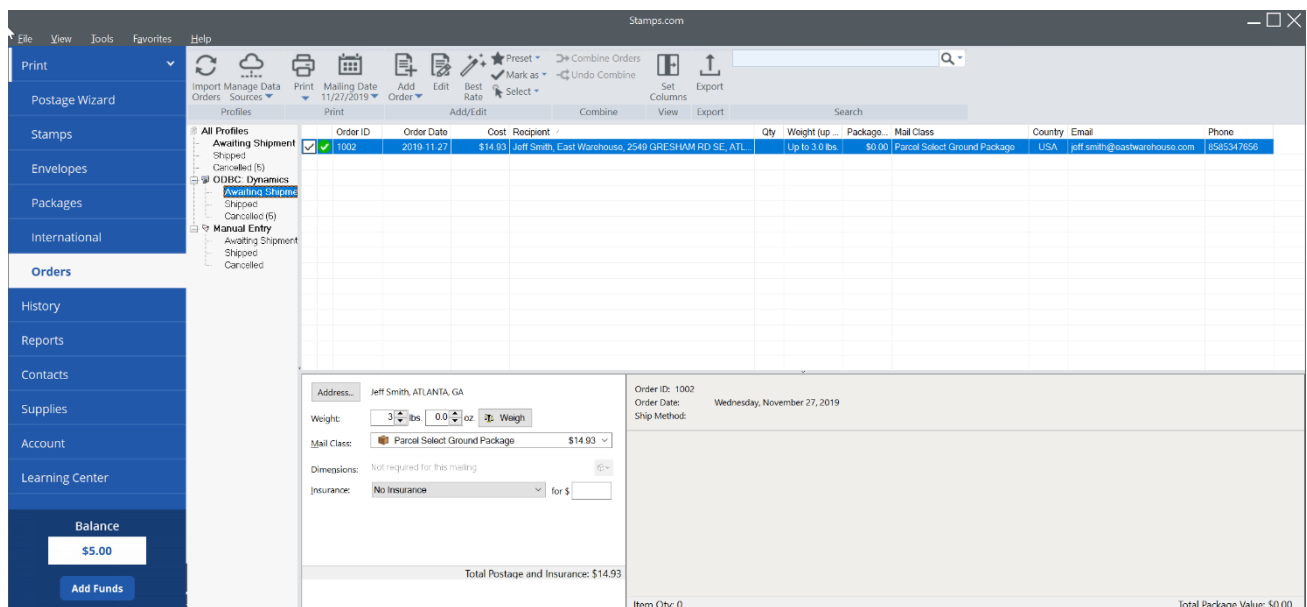 Stamps.com
File View Tools Favorites Help
Print
Postage Wizard
Stamps
Envelopes
Packages
International
Orders
History
Reports
Contacts
Supplies
Account
Learning Center
Balance
$5.00
Add Funds
Import Orders
Manage Data Sources
Print
Mailing Date 11/27/2019
Add Order
Edit
Best Rate
Preset
Mark as
Select
Combine Orders
Undo Combine
Set Columns
Export
Profiles Print Add/Edit Combine View Export Search
All Profiles
Awaiting Shipment
Shipped
Cancelled (5)
ODBC: Dynamics
Awaiting Shipme
Shipped
Cancelled (5)
Manual Entry
Awaiting Shipment
Shipped
Cancelled
Order ID Order Date Cost Recipient Qty Weight (up ... Package... Mail Class Country Email Phone
1002 2019-11-27 $14.93 Jeff Smith, East Warehouse, 2549 GRESHAM RD SE, ATL... Up to 3.0 lbs. $0.00 Parcel Select Ground Package USA jeff.smith@eastwarehouse.com 8585347656
Address... Jeff Smith, ATLANTA, GA
Weight: 3 lbs. 0.0 oz. Weigh
Mail Class: Parcel Select Ground Package $14.93
Dimensions: Not required for this mailing
Insurance: No Insurance for $
Total Postage and Insurance: $14.93
Order ID: 1002
Order Date: Wednesday, November 27, 2019
Ship Method:
Item Qty: 0 Total Package Value: $0.00